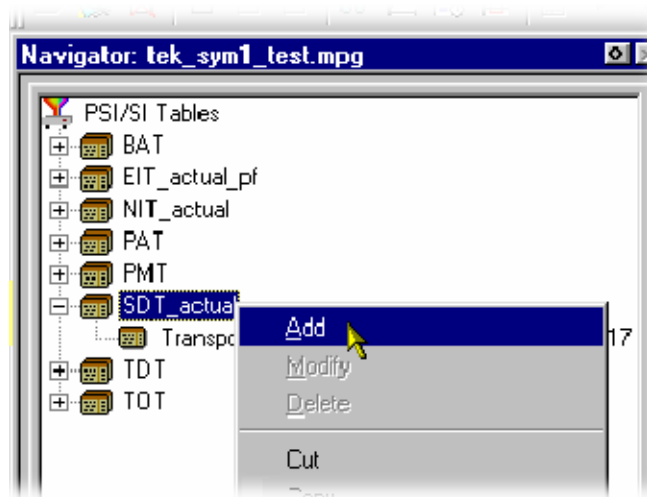 Navigator: tek_sym1_test.mpg
PSI/SI Tables
BAT
EIT_actual_pf
NIT_actual
PAT
PMT
SDT_actual
Transpo 17
TDT
TOT
Add
Modify
Delete
Cut